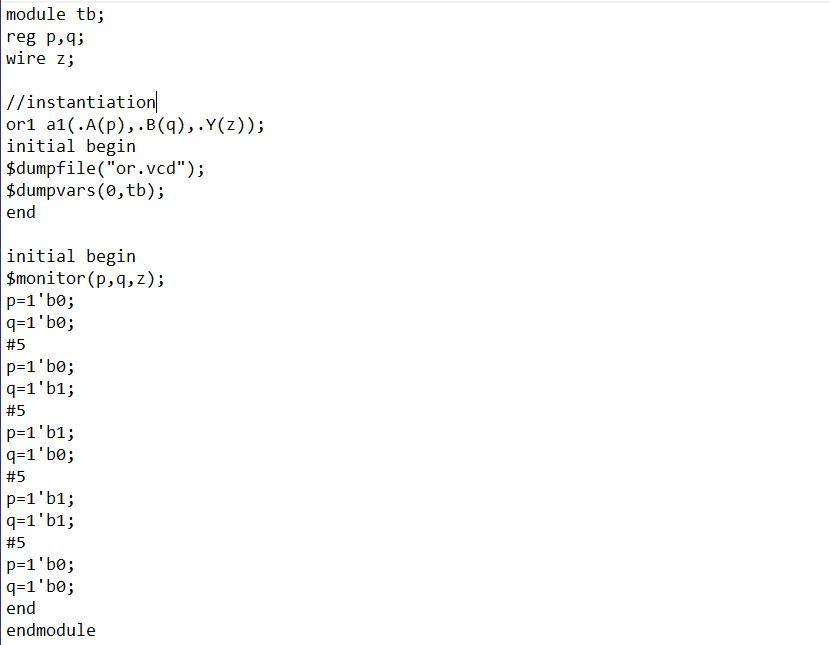 module tb;
reg p,q;
wire z;
//instantiation
or1 a1(.A(p),.B(q),.Y(z));
initial begin
$dumpfile("or.vcd");
$dumpvars(0,tb);
end
initial begin
$monitor(p,q,z);
p=1'b0;
q=1'b0;
#5
p=1'b0;
q=1'b1;
#5
p=1'b1;
q=1'b0;
#5
p=1'b1;
q=1'b1;
#5
p=1'b0;
q=1'b0;
end
endmodule